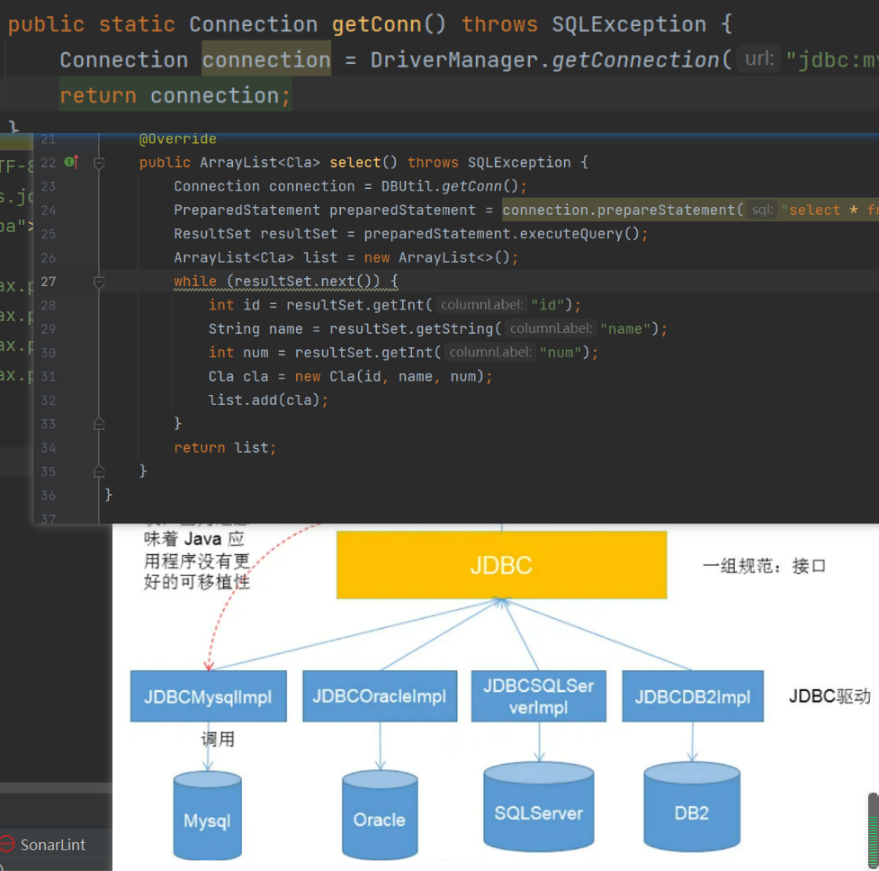 public static Connection getConn() throws SQLException {
Connection connection = DriverManager.getConnection( url: "jdbc:my
return connection;
}
21 @Override
22 public ArrayList<Cla> select() throws SQLException {
23 Connection connection = DBUtil.getConn();
24 PreparedStatement preparedStatement = connection.prepareStatement( sql: "select * fr
25 ResultSet resultSet = preparedStatement.executeQuery();
26 ArrayList<Cla> list = new ArrayList<>();
27 while (resultSet.next()) {
28 int id = resultSet.getInt( columnLabel: "id");
29 String name = resultSet.getString( columnLabel: "name");
30 int num = resultSet.getInt( columnLabel: "num");
31 Cla cla = new Cla(id, name, num);
32 list.add(cla);
33 }
34 return list;
35 }
36 }
37
TF-8
s.jd
pa">
ax.p
ax.p
ax.p
ax.p
味着 Java 应
用程序没有更
好的可移植性
JDBC
一组规范：接口
JDBCMysqlImpl
JDBCOracleImpl
JDBCSQLSer
verImpl
JDBCDB2Impl
JDBC驱动
调用
Mysql
Oracle
SQLServer
DB2
SonarLint